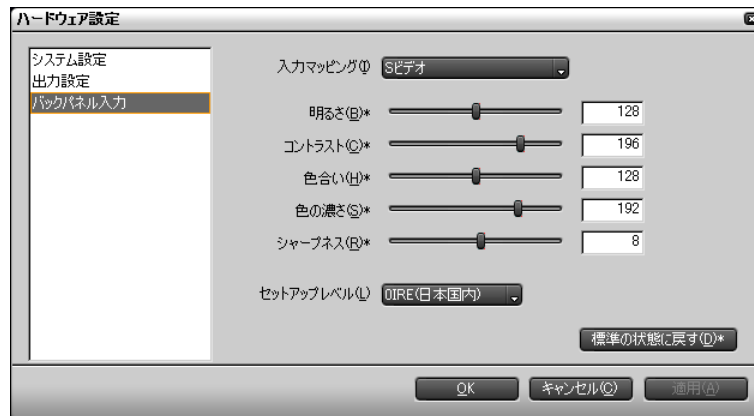 ハードウェア設定
システム設定
出力設定
バックパネル入力
入力マッピング(I) Sビデオ
明るさ(B)* 128
コントラスト(C)* 196
色合い(H)* 128
色の濃さ(S)* 192
シャープネス(R)* 8
セットアップレベル(L) 0IRE(日本国内)
標準の状態に戻す(D)*
OK キャンセル(C) 適用(A)